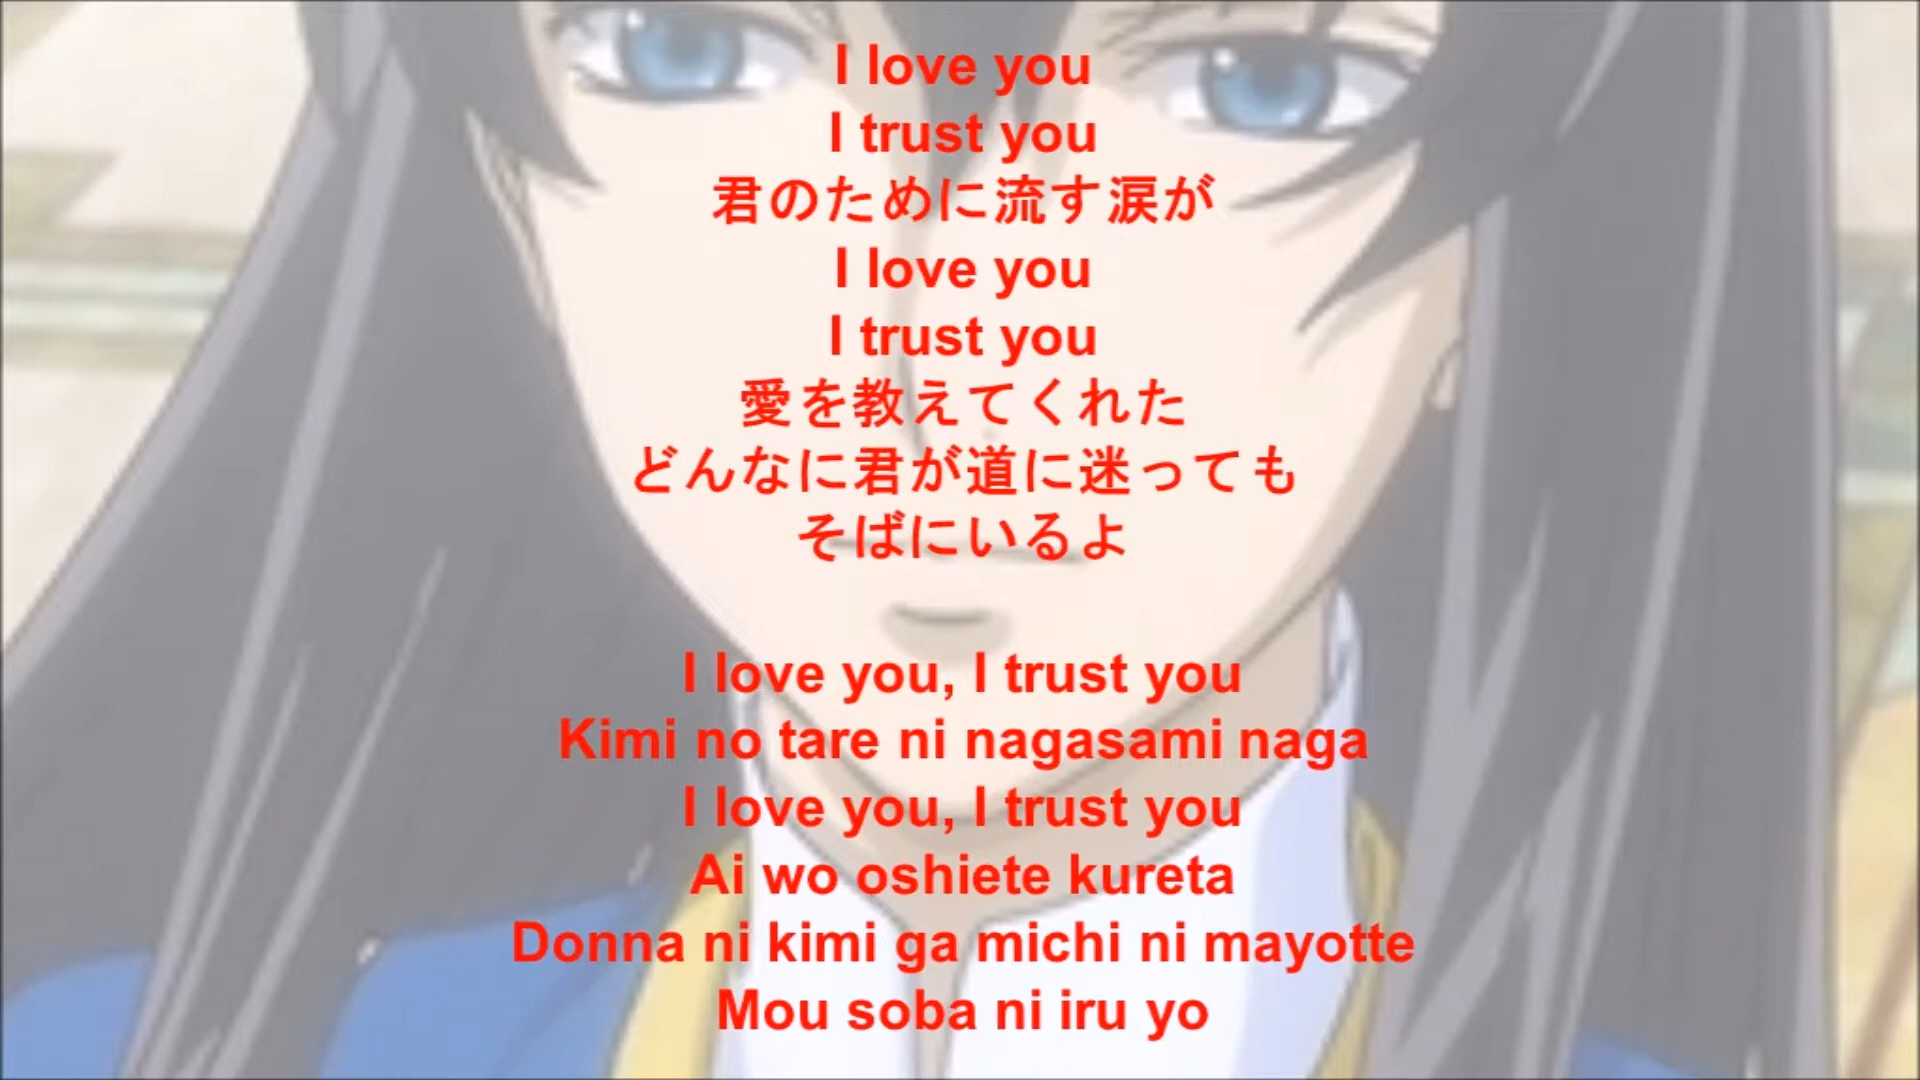 I love you
I trust you
君のために流す涙が
I love you
I trust you
愛を教えてくれた
どんなに君が道に迷っても
そばにいるよ
I love you, I trust you
Kimi no tare ni nagasami naga
I love you, I trust you
Ai wo oshiete kureta
Donna ni kimi ga michi ni mayotte
Mou soba ni iru yo